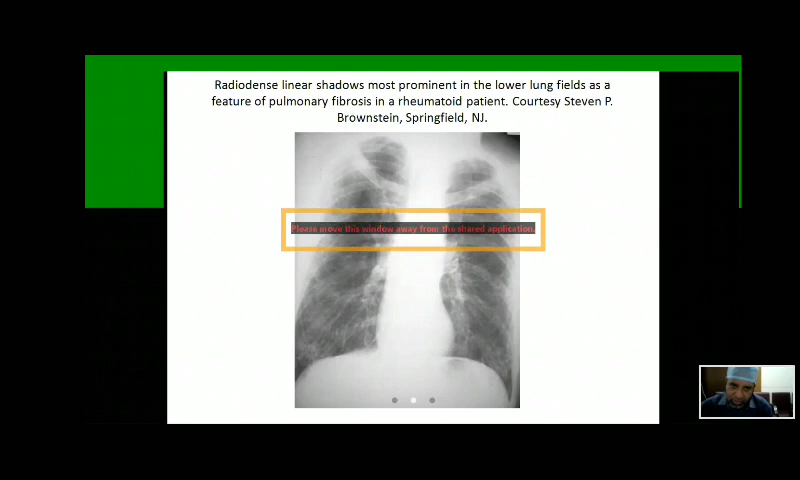 Radiodense linear shadows most prominent in the lower lung fields as a
feature of pulmonary fibrosis in a rheumatoid patient. Courtesy Steven P.
Brownstein, Springfield, NJ.
Please move this window away from the shared application.